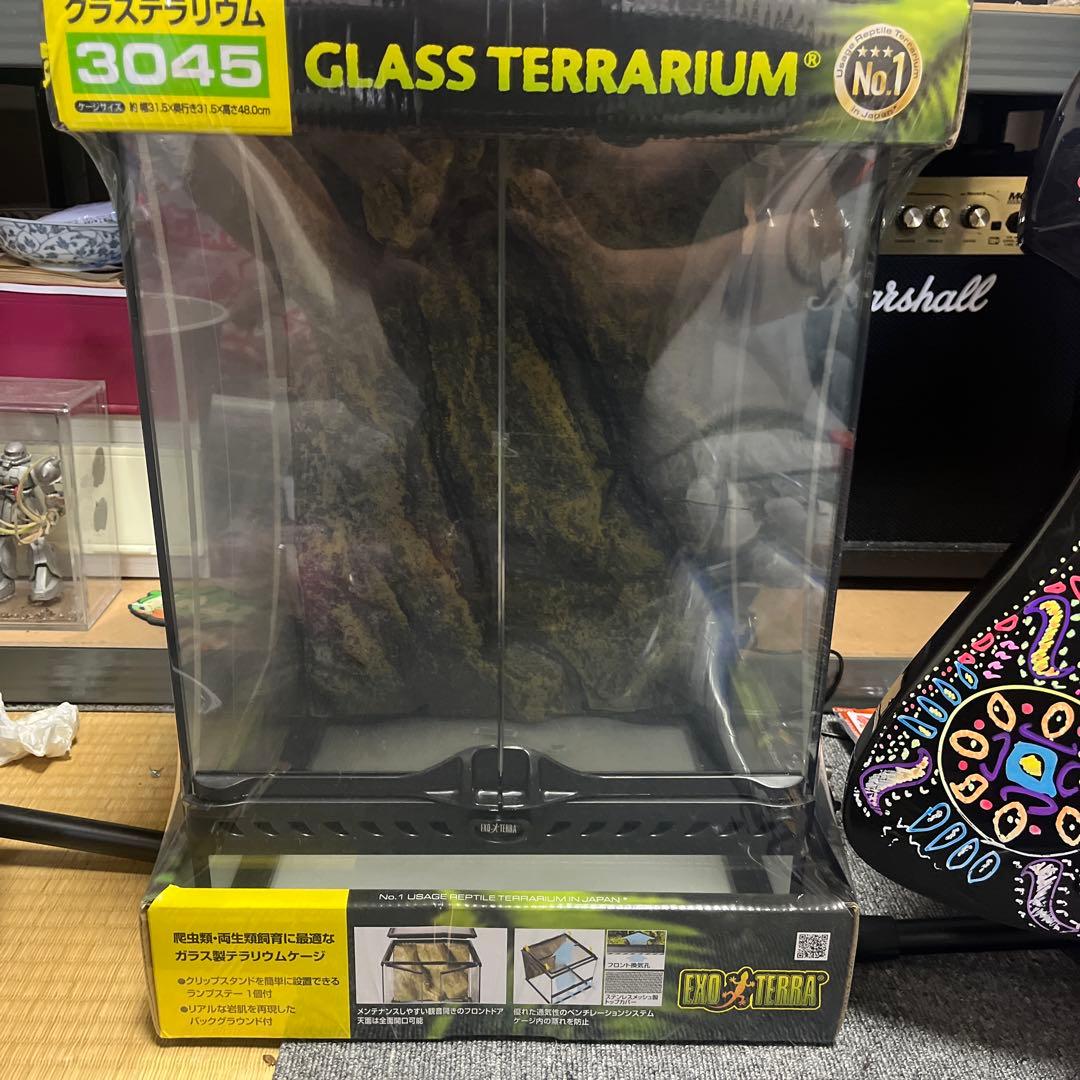 グラステラリウム
3045
ケージサイズ 約 幅31.5×奥行き31.5×高さ48.0cm
GLASS TERRARIUM®
Usage Reptile Terrarium
No.1
in Japan*
Marshall
EXO TERRA
No.1 USAGE REPTILE TERRARIUM IN JAPAN *
爬虫類・両生類飼育に最適な
ガラス製テラリウムケージ
●クリップスタンドを簡単に設置できる
ランプステー 1個付
●リアルな岩肌を再現した
バックグラウンド付
メンテナンスしやすい観音開きのフロントドア
天面は全面開口可能
フロント換気孔
ステンレスメッシュ製
トップカバー
優れた通気性のベンチレーションシステム
ケージ内の蒸れを防止
EXO TERRA